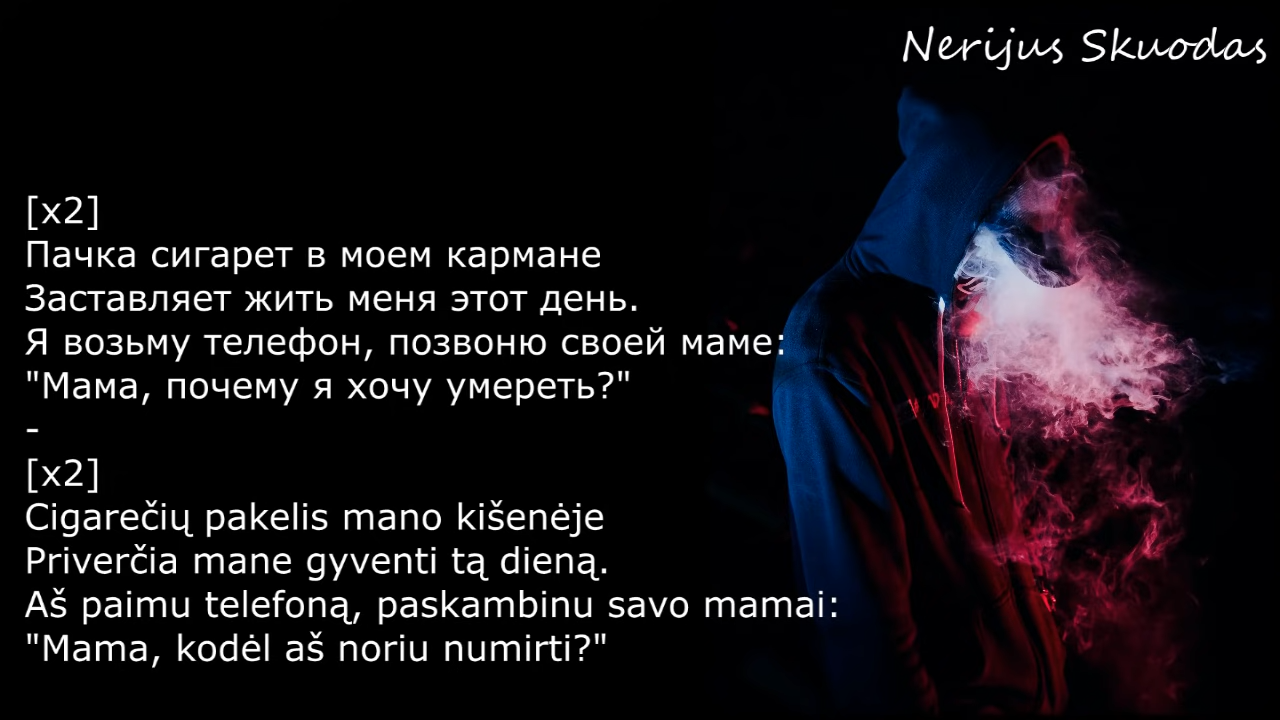 Nerijus Skuodas
[x2]
Пачка сигарет в моем кармане
Заставляет жить меня этот день.
Я возьму телефон, позвоню своей маме:
"Мама, почему я хочу умереть?"
-
[x2]
Cigarečių pakelis mano kišenėje
Priverčia mane gyventi tą dieną.
Aš paimu telefoną, paskambinu savo mamai:
"Mama, kodėl aš noriu numirti?"